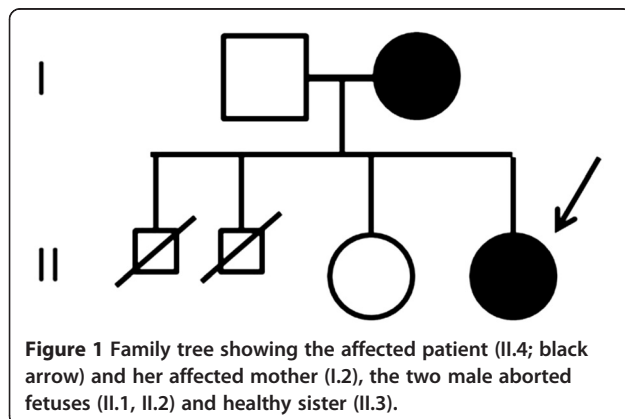 I
II
Figure 1 Family tree showing the affected patient (II.4; black
arrow) and her affected mother (I.2), the two male aborted
fetuses (II.1, II.2) and healthy sister (II.3).